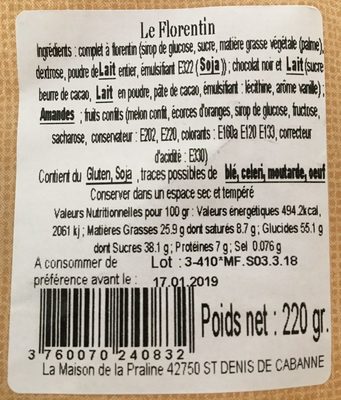 Le Florentin
Ingrédients : complet à florentin (sirop de glucose, sucre, matière grasse végétale (palme),
dextrose, poudre de Lait entier, émulsifiant E322 (Soja)); chocolat noir et Lait (sucre
beurre de cacao, Lait en poudre, pâte de cacao, émulsifiant : lécithine, arôme vanille) ;
Amandes ; fruits confits (melon confit, écorces d'oranges, sirop de glucose, fructose,
sacharose, conservateur : E202, E220, colorants : E160a E120 E133, correcteur
d'acidité : E330)
Contient du Gluten, Soja , traces possibles de blé, céleri, moutarde, oeuf
Conserver dans un espace sec et tempéré
Valeurs Nutritionnelles pour 100 gr : Valeurs énergétiques 494.2kcal,
2061 kj ; Matières Grasses 25.9 g dont saturés 8.7 g ; Glucides 55.1 g
dont Sucres 38.1 g ; Protéines 7 g ; Sel 0.076 g
A consommer de Lot : 3-410*MF.S03.3.18
préférence avant le : 17.01.2019
Poids net : 220 gr.
3 760070 240832
La Maison de la Praline 42750 ST DENIS DE CABANNE